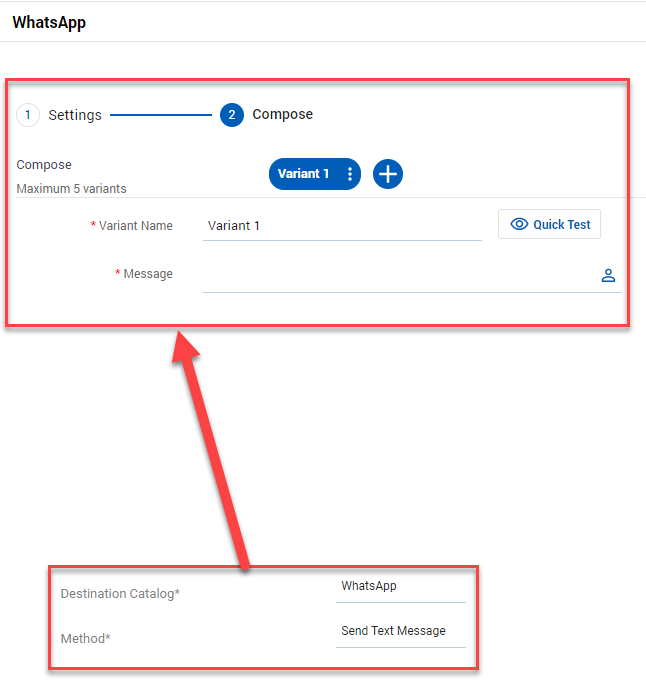 WhatsApp
1 Settings 2 Compose
Compose
Maximum 5 variants
Variant 1
* Variant Name Variant 1 Quick Test
* Message
Destination Catalog* WhatsApp
Method* Send Text Message